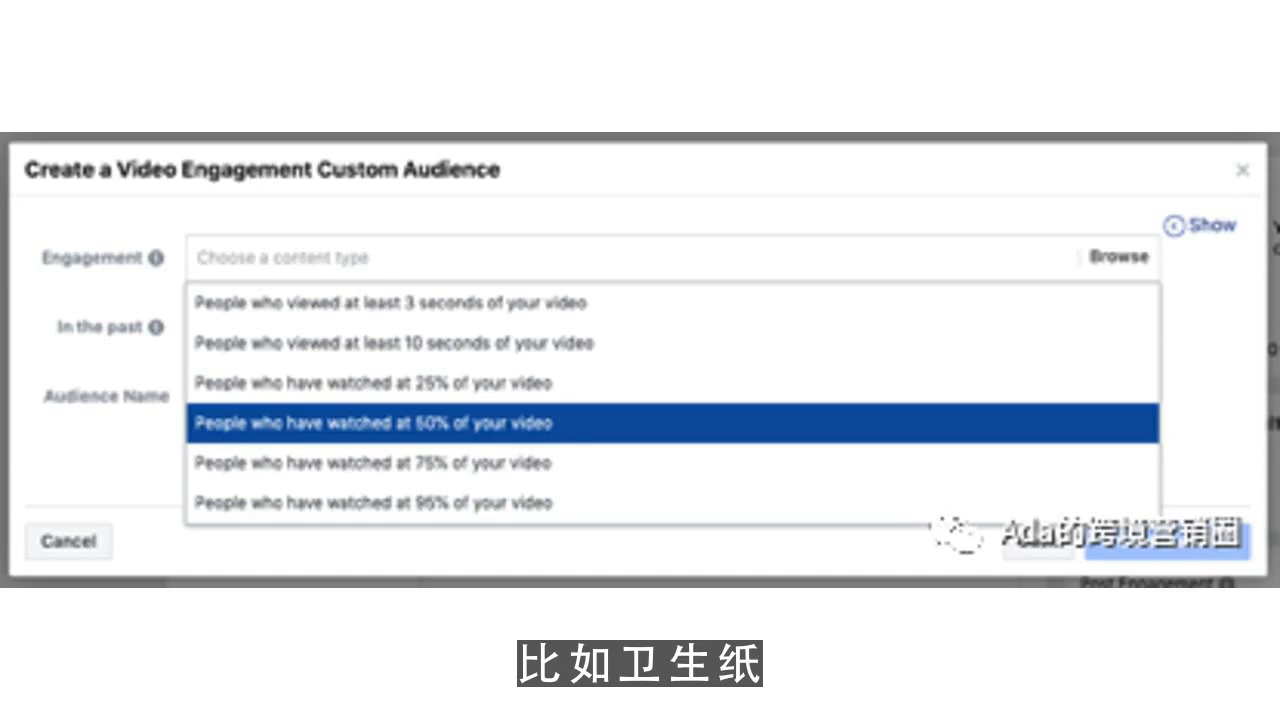 Create a Video Engagement Custom Audience
Show
Engagement
Choose a content type
Browse
People who viewed at least 3 seconds of your video
In the past
People who viewed at least 10 seconds of your video
People who have watched at 25% of your video
Audience Name
People who have watched at 50% of your video
People who have watched at 75% of your video
People who have watched at 95% of your video
Cancel
Ada的跨境营销圈
Post Engagement
比如卫生纸